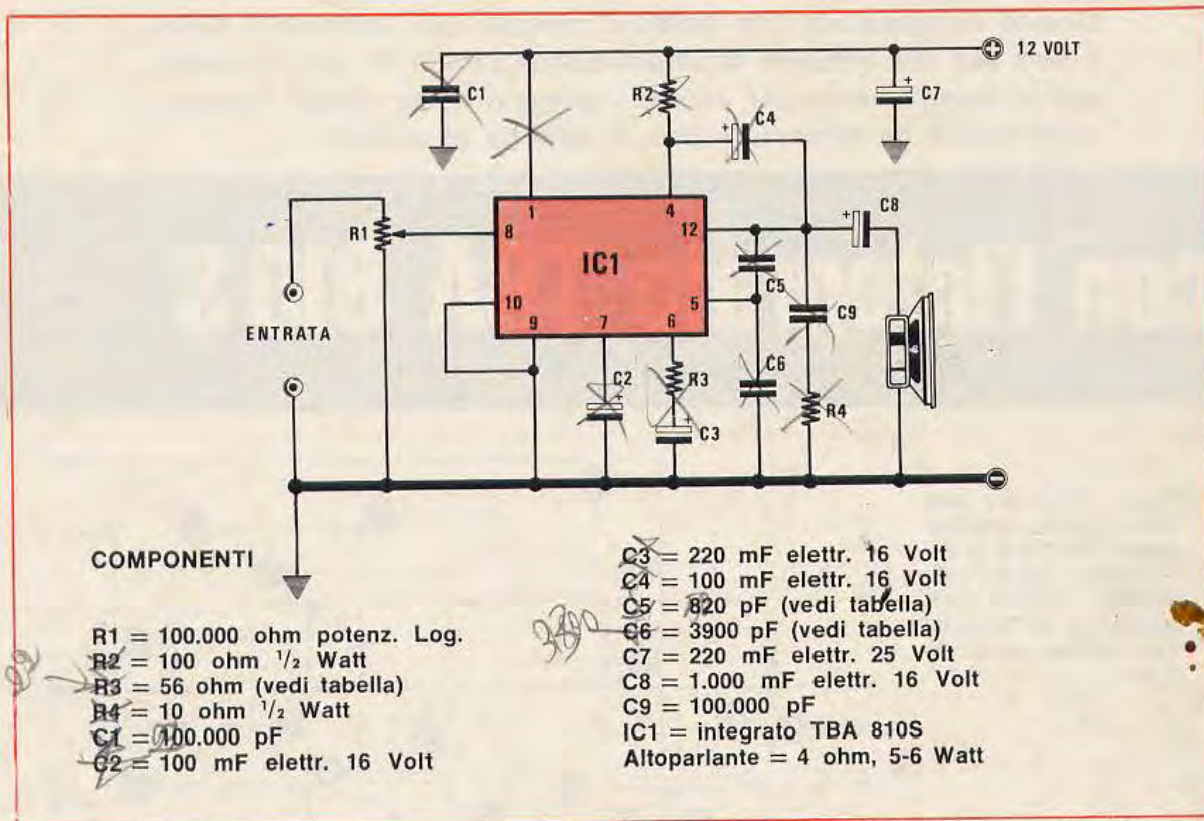 12 VOLT
C1
R2
C4
C7
R1
8
1
4
12
C8
IC1
C5
10
5
C9
ENTRATA
9
7
6
C2
R3
C6
R4
C3
COMPONENTI
R1 = 100.000 ohm potenz. Log.
R2 = 100 ohm 1/2 Watt
R3 = 56 ohm (vedi tabella)
R4 = 10 ohm 1/2 Watt
C1 = 100.000 pF
C2 = 100 mF elettr. 16 Volt
C3 = 220 mF elettr. 16 Volt
C4 = 100 mF elettr. 16 Volt
C5 = 820 pF (vedi tabella)
C6 = 3900 pF (vedi tabella)
C7 = 220 mF elettr. 25 Volt
C8 = 1.000 mF elettr. 16 Volt
C9 = 100.000 pF
IC1 = integrato TBA 810S
Altoparlante = 4 ohm, 5-6 Watt